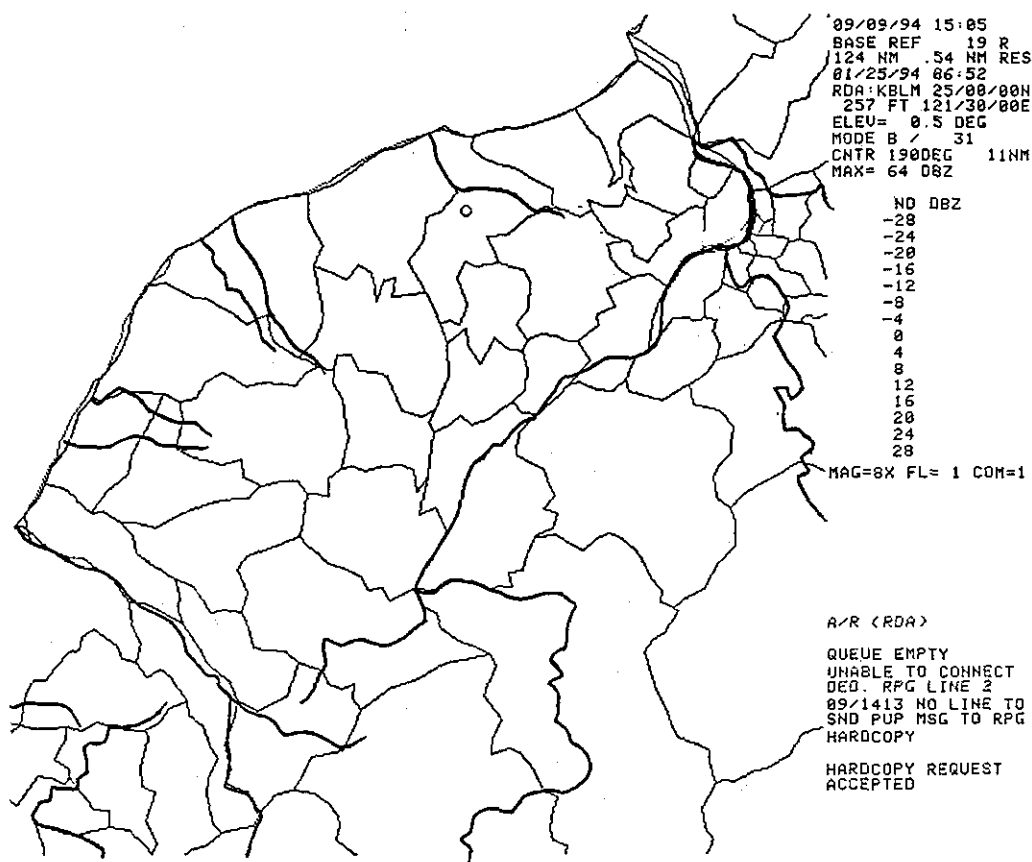 09/09/94 15:05
BASE REF 19 R
124 NM .54 NM RES
01/25/94 06:52
RDA:KBLM 25/00/00N
257 FT 121/30/00E
ELEV= 0.5 DEG
MODE B / 31
CNTR 190DEG 11NM
MAX= 64 DBZ
ND DBZ
-28
-24
-20
-16
-12
-8
-4
0
4
8
12
16
20
24
28
MAG=8X FL= 1 COM=1
A/R (RDA)
QUEUE EMPTY
UNABLE TO CONNECT
DED. RPG LINE 2
09/1413 NO LINE TO
SND PUP MSG TO RPG
HARDCOPY
HARDCOPY REQUEST
ACCEPTED